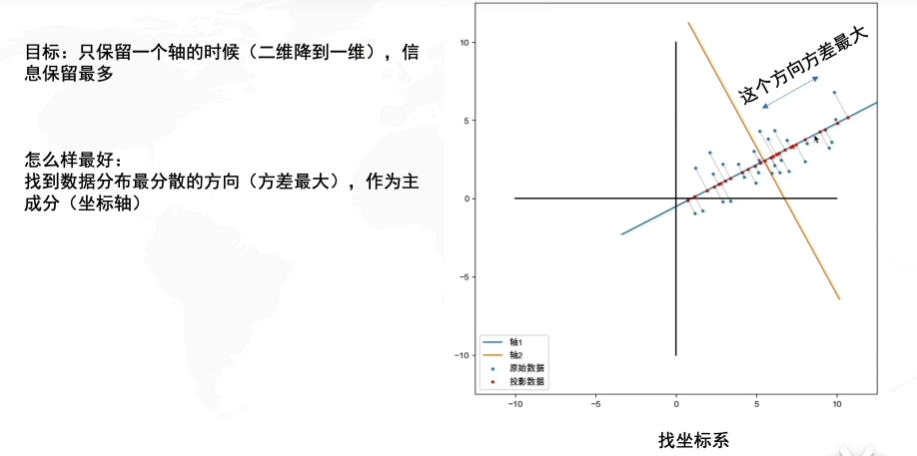 目标：只保留一个轴的时候（二维降到一维），信
息保留最多
怎么样最好：
找到数据分布最分散的方向（方差最大），作为主
成分（坐标轴）
这个方向方差最大
10
5
0
−5
−10
轴1
轴2
原始数据
投影数据
−10
−5
0
5
10
找坐标系